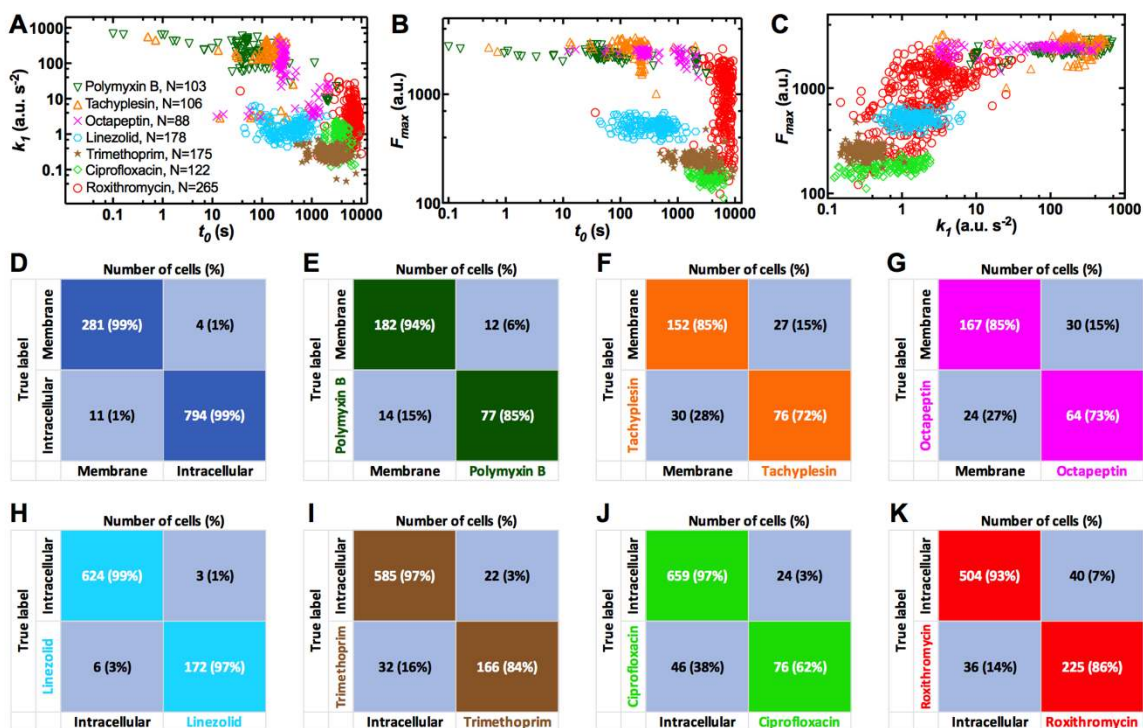 A
B
C
k1 (a.u. s-2)
1000
100
10
1
0.1
▽ Polymyxin B, N=103
△ Tachyplesin, N=106
× Octapeptin, N=88
○ Linezolid, N=178
★ Trimethoprim, N=175
◇ Ciprofloxacin, N=122
○ Roxithromycin, N=265
0.1 1 10 100 1000 10000
t0 (s)
Fmax (a.u.)
1000
100
0.1 1 10 100 1000 10000
t0 (s)
Fmax (a.u.)
1000
100
0.1 1 10 100 1000
k1 (a.u. s-2)
D
Number of cells (%)
True label
Membrane
281 (99%) 4 (1%)
Intracellular
11 (1%) 794 (99%)
Membrane Intracellular
E
Number of cells (%)
True label
Membrane
182 (94%) 12 (6%)
Polymyxin B
14 (15%) 77 (85%)
Membrane Polymyxin B
F
Number of cells (%)
True label
Membrane
152 (85%) 27 (15%)
Tachyplesin
30 (28%) 76 (72%)
Membrane Tachyplesin
G
Number of cells (%)
True label
Membrane
167 (85%) 30 (15%)
Octapeptin
24 (27%) 64 (73%)
Membrane Octapeptin
H
Number of cells (%)
True label
Intracellular
624 (99%) 3 (1%)
Linezolid
6 (3%) 172 (97%)
Intracellular Linezolid
I
Number of cells (%)
True label
Intracellular
585 (97%) 22 (3%)
Trimethoprim
32 (16%) 166 (84%)
Intracellular Trimethoprim
J
Number of cells (%)
True label
Intracellular
659 (97%) 24 (3%)
Ciprofloxacin
46 (38%) 76 (62%)
Intracellular Ciprofloxacin
K
Number of cells (%)
True label
Intracellular
504 (93%) 40 (7%)
Roxithromycin
36 (14%) 225 (86%)
Intracellular Roxithromycin